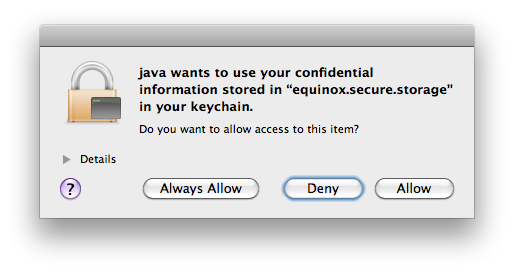 java wants to use your confidential
information stored in “equinox.secure.storage”
in your keychain.
Do you want to allow access to this item?
Details
?
Always Allow
Deny
Allow